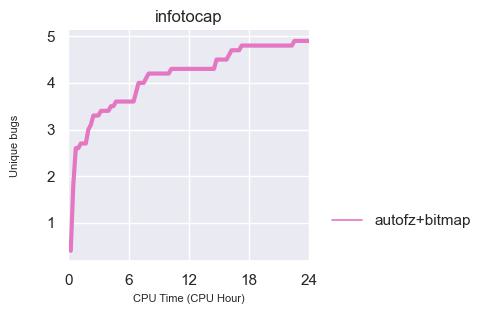 infotocap
5
4
3
2
1
Unique bugs
0 6 12 18 24
CPU Time (CPU Hour)
autofz+bitmap